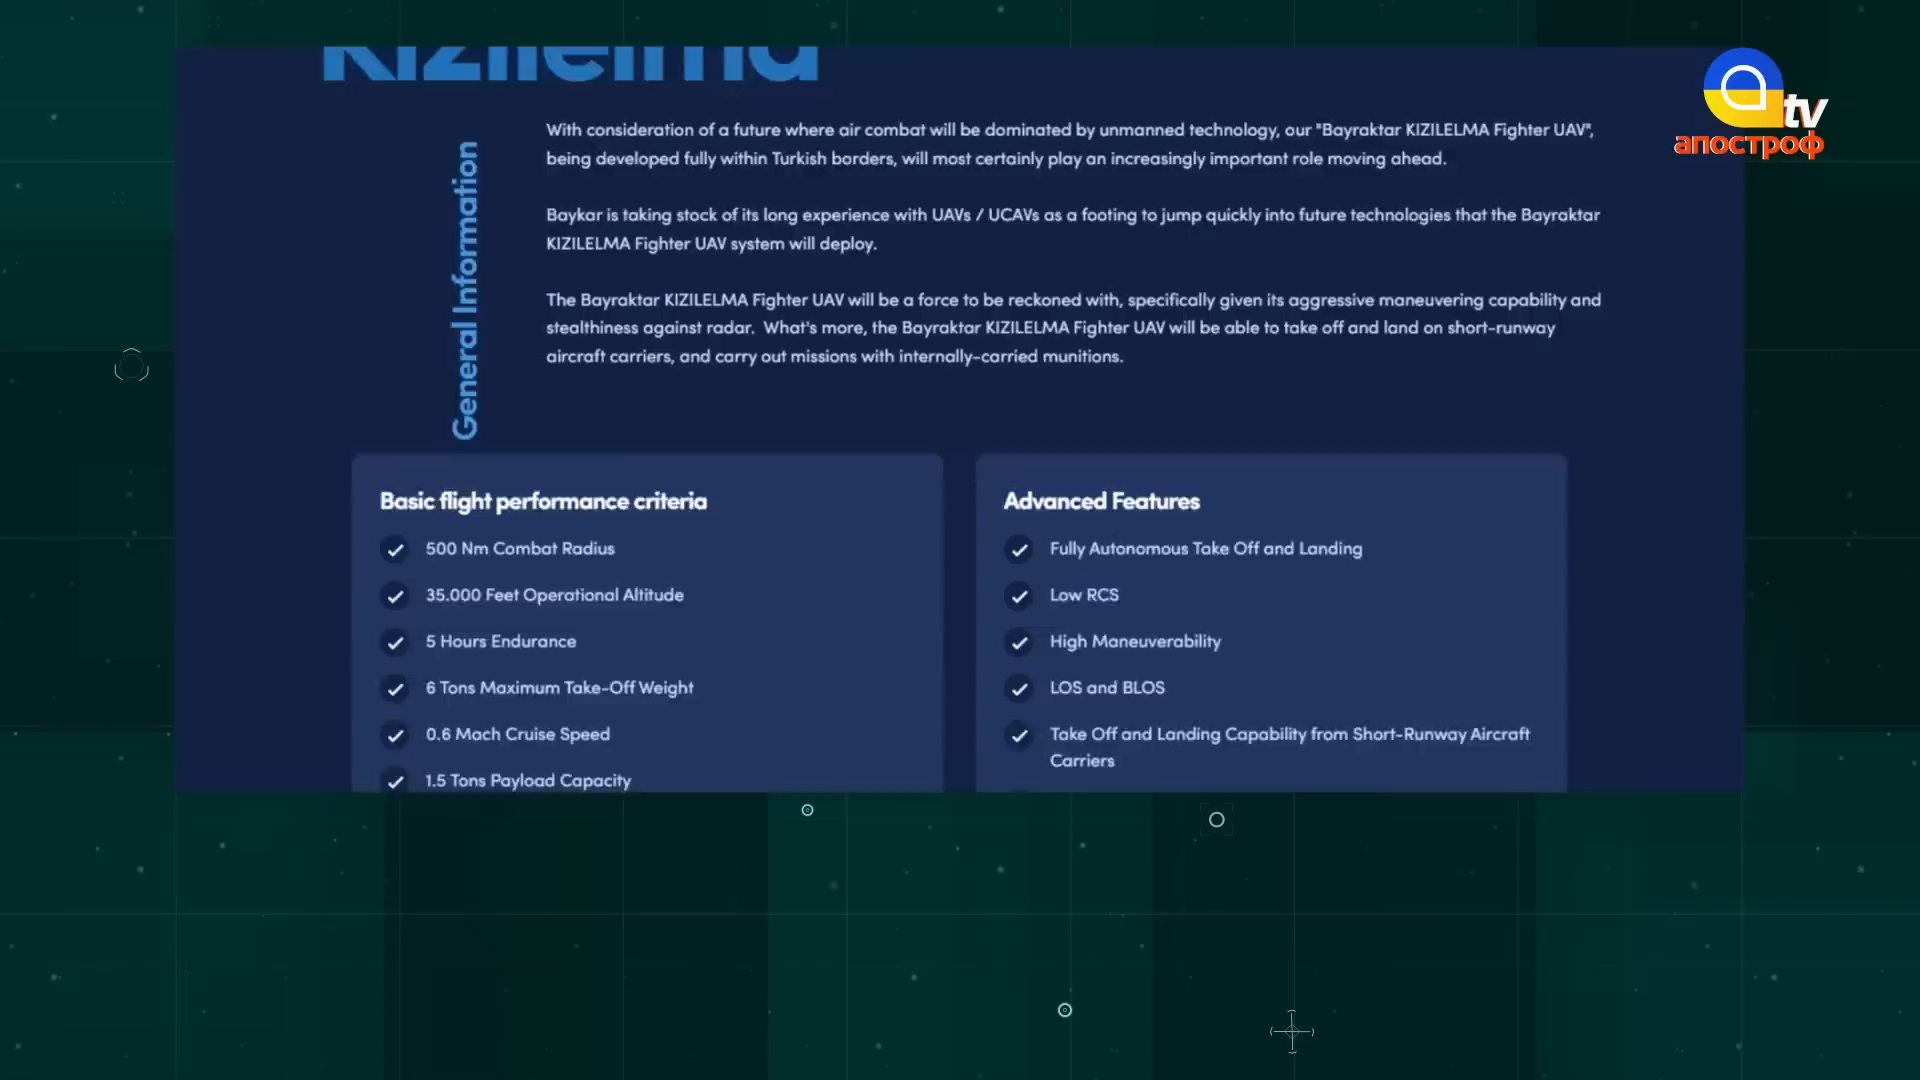 Kizilelma
tv
апостроф
General Information
With consideration of a future where air combat will be dominated by unmanned technology, our "Bayraktar KIZILELMA Fighter UAV",
being developed fully within Turkish borders, will most certainly play an increasingly important role moving ahead.
Baykar is taking stock of its long experience with UAVs / UCAVs as a footing to jump quickly into future technologies that the Bayraktar
KIZILELMA Fighter UAV system will deploy.
The Bayraktar KIZILELMA Fighter UAV will be a force to be reckoned with, specifically given its aggressive maneuvering capability and
stealthiness against radar. What's more, the Bayraktar KIZILELMA Fighter UAV will be able to take off and land on short-runway
aircraft carriers, and carry out missions with internally-carried munitions.
Basic flight performance criteria
500 Nm Combat Radius
35.000 Feet Operational Altitude
5 Hours Endurance
6 Tons Maximum Take-Off Weight
0.6 Mach Cruise Speed
1.5 Tons Payload Capacity
Advanced Features
Fully Autonomous Take Off and Landing
Low RCS
High Maneuverability
LOS and BLOS
Take Off and Landing Capability from Short-Runway Aircraft
Carriers